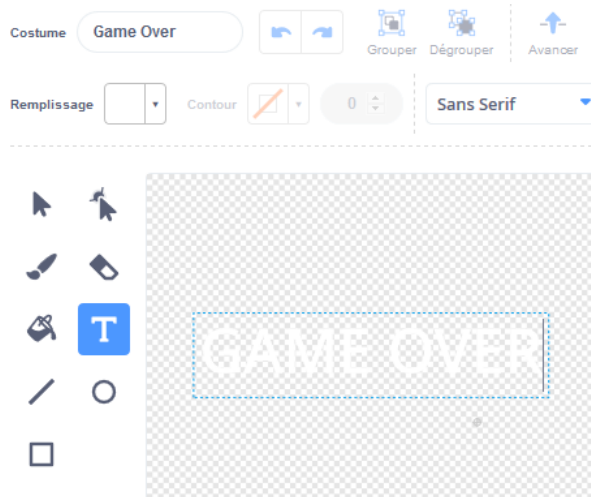 Costume Game Over
Grouper Dégrouper Avancer
Remplissage Contour 0 Sans Serif
T
GAME OVER